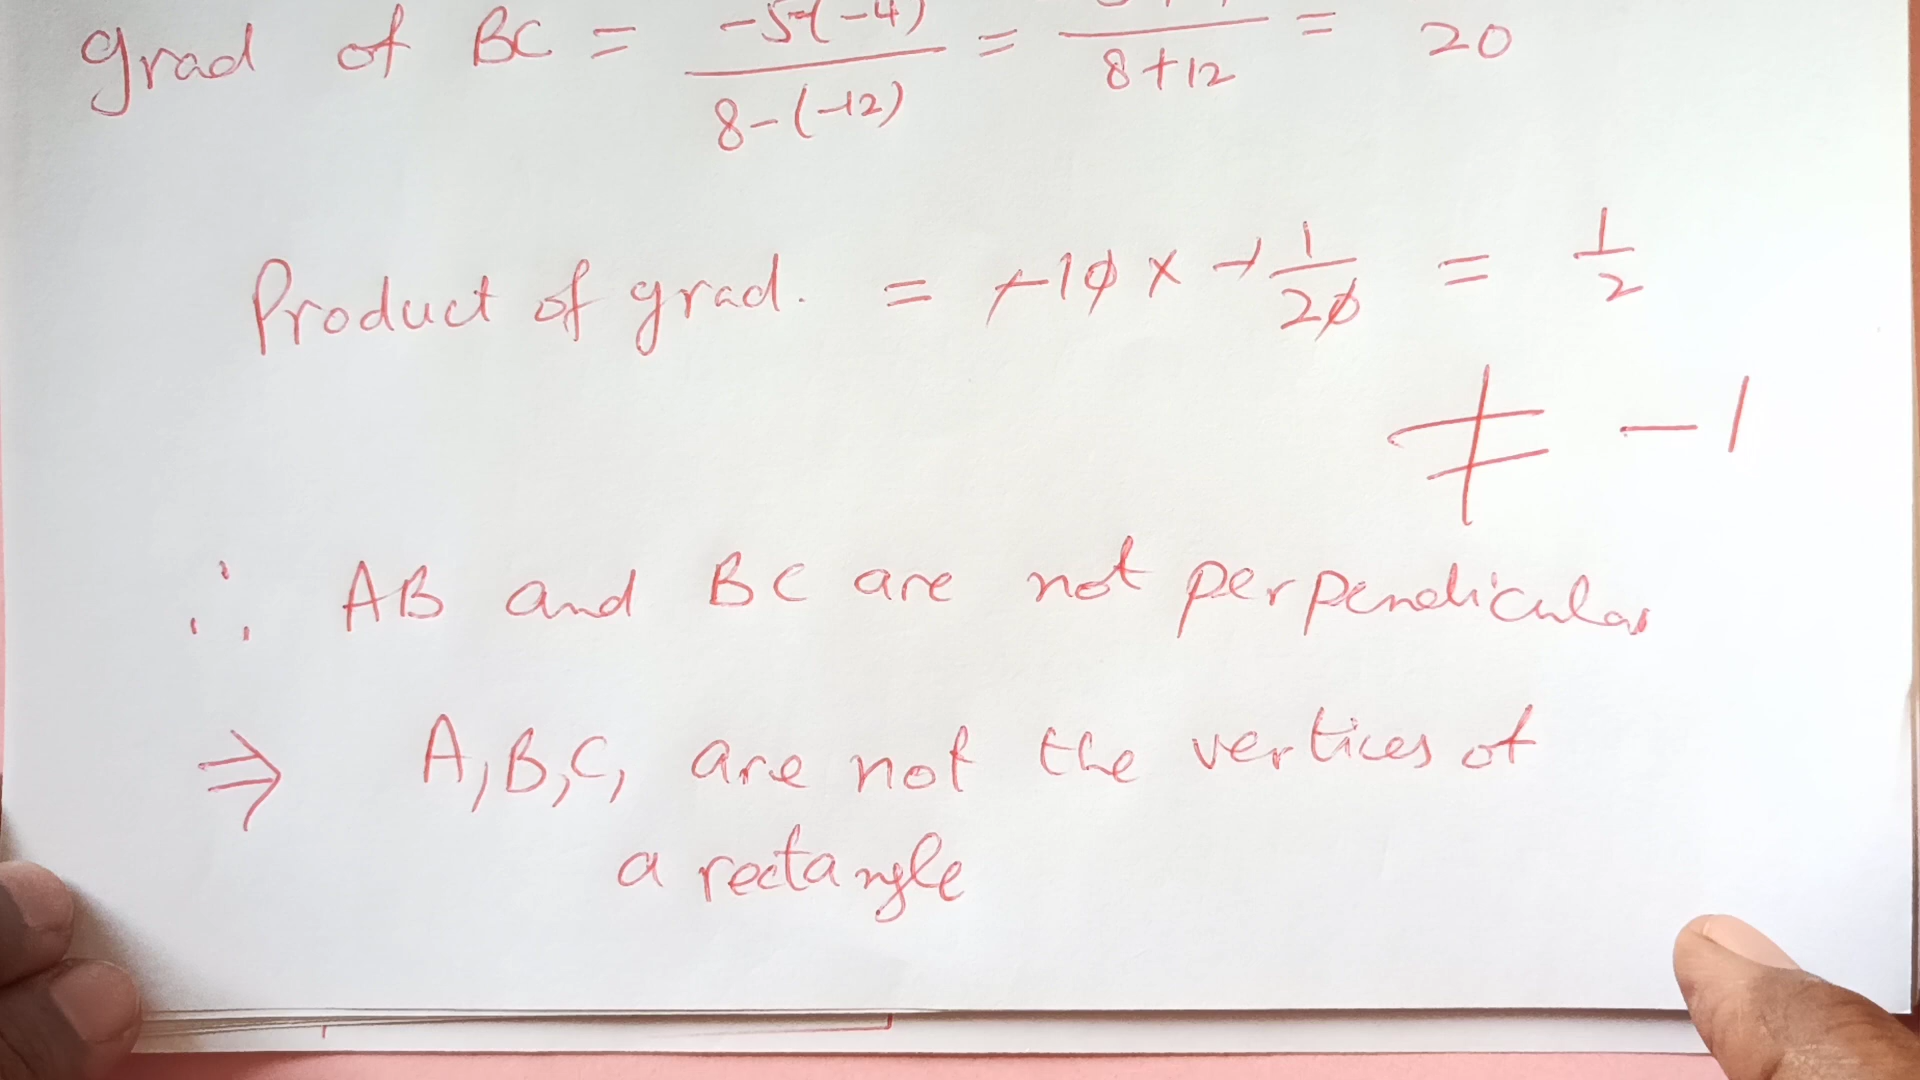 grad of BC = -5-(-4)/8-(-12) = /8+12 = 20
Product of grad. = -10 x - 1/20 = 1/2
≠ -1
∴ AB and BC are not perpendicular
⇒ A,B,C, are not the vertices of
a rectangle